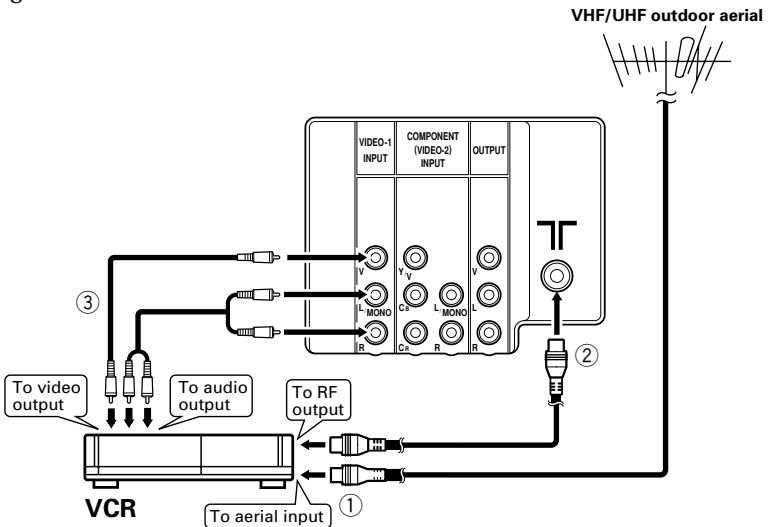 VHF/UHF outdoor aerial
VIDEO-1
INPUT
COMPONENT
(VIDEO-2)
INPUT
OUTPUT
V
Y/V
V
L/MONO
CB
L/MONO
L
R
CR
R
R
③
②
To video
output
To audio
output
To RF
output
VCR
To aerial input
①